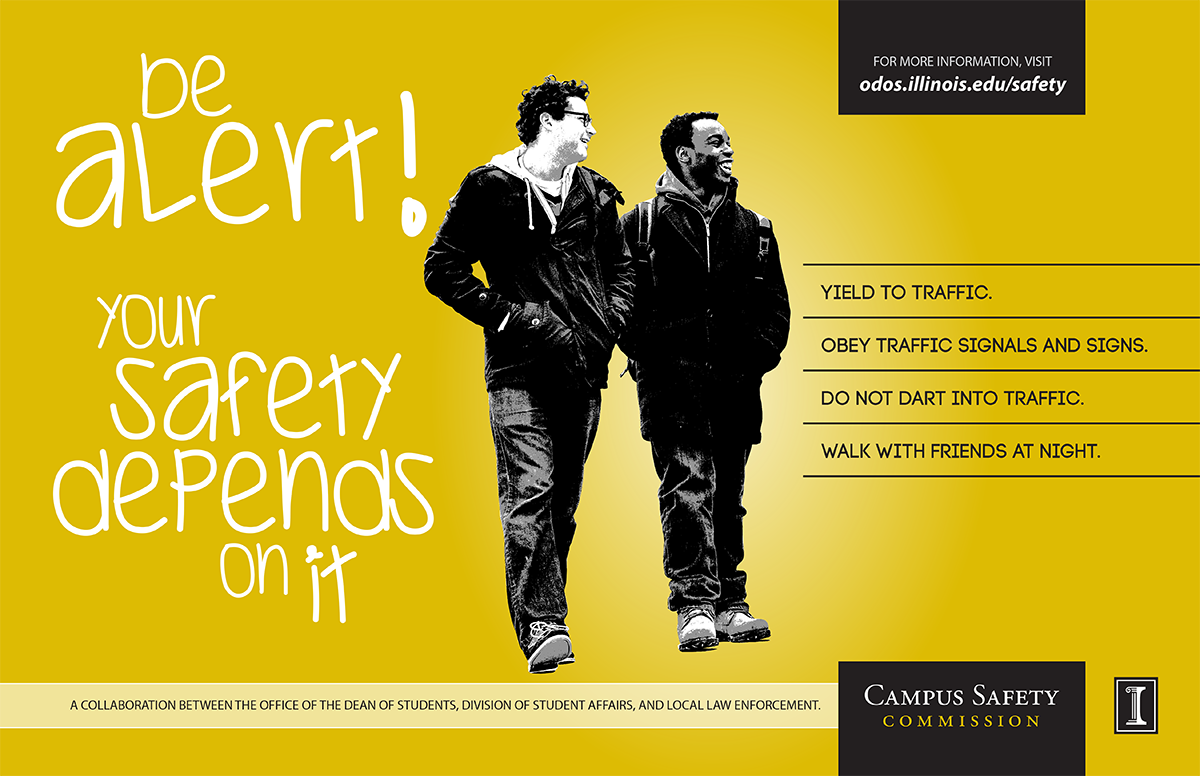 be
aLert!
your
safety
depends
on it
FOR MORE INFORMATION, VISIT
odos.illinois.edu/safety
YIELD TO TRAFFIC.
OBEY TRAFFIC SIGNALS AND SIGNS.
DO NOT DART INTO TRAFFIC.
WALK WITH FRIENDS AT NIGHT.
A COLLABORATION BETWEEN THE OFFICE OF THE DEAN OF STUDENTS, DIVISION OF STUDENT AFFAIRS, AND LOCAL LAW ENFORCEMENT.
CAMPUS SAFETY
COMMISSION
I